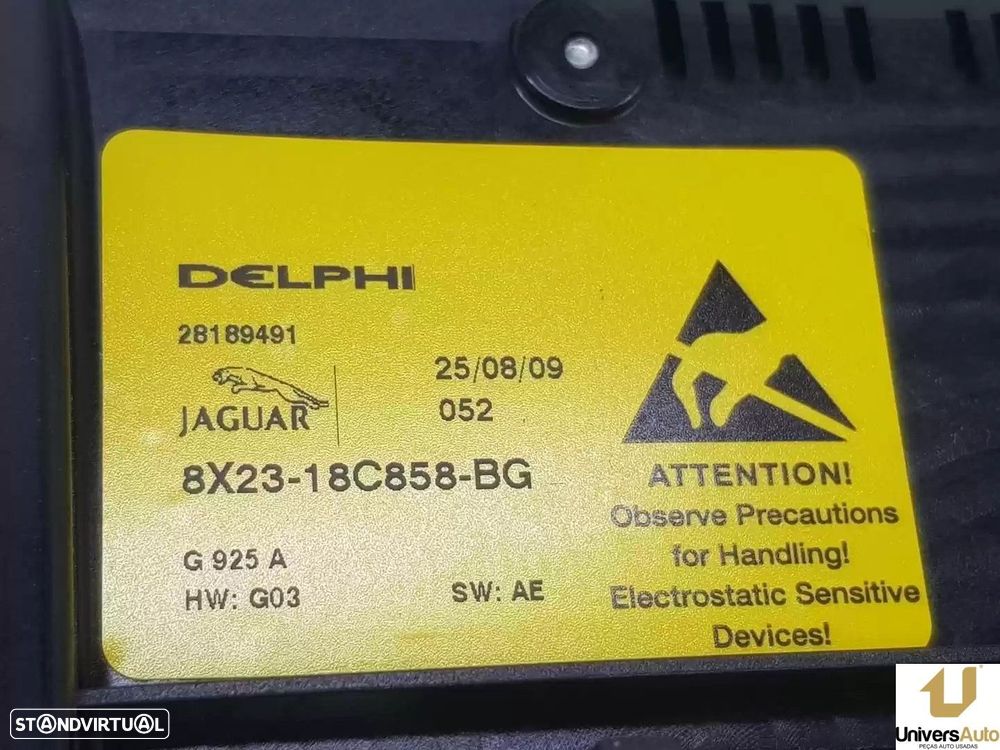 DELPHI
28189491
JAGUAR
25/08/09
052
8X23-18C858-BG
G 925 A
HW: G03
SW: AE
ATTENTION!
Observe Precautions
for Handling!
Electrostatic Sensitive
Devices!
STANDVIRTUAL
UniversAuto
PEÇAS AUTO USADAS